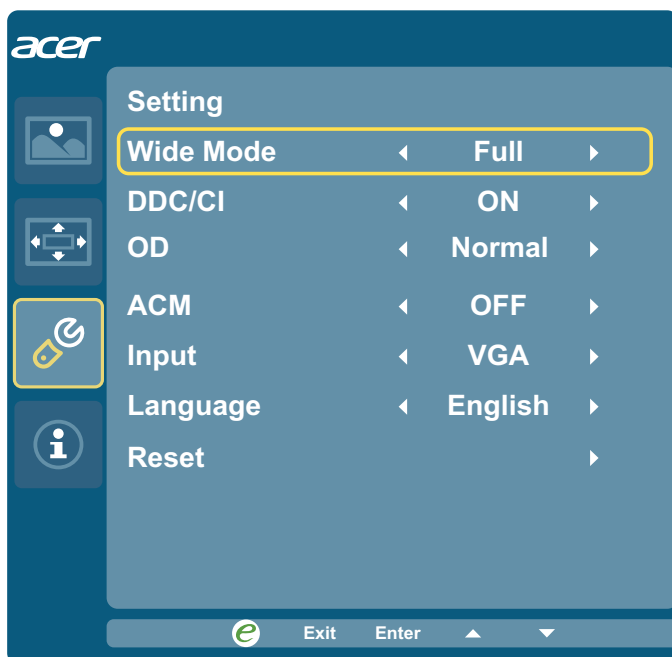 acer
Setting
Wide Mode Full
DDC/CI ON
OD Normal
ACM OFF
Input VGA
Language English
Reset
e Exit Enter